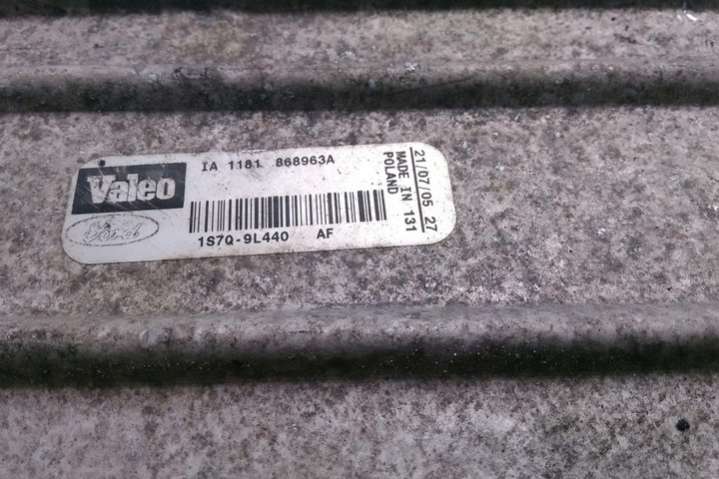 Valeo
Ford
IA 1181 868963A
1S7Q-9L440 AF
21/07/05 27
MADE IN 131
POLAND